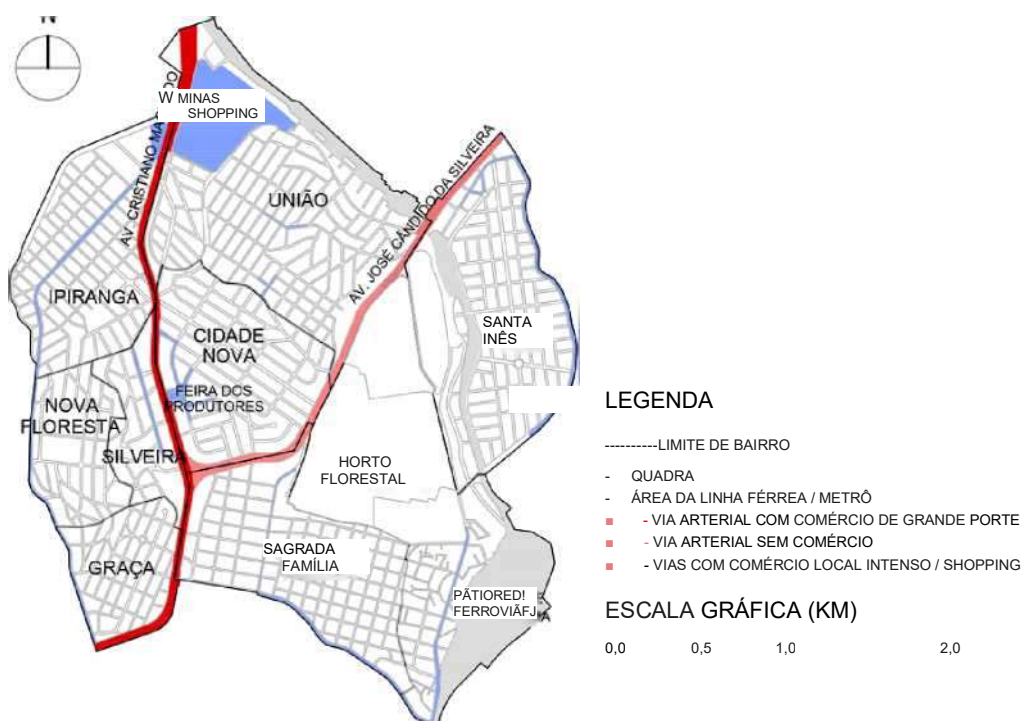 N
W MINAS
SHOPPING
AV. CRISTIANO MA DO
UNIÃO
AV. JOSÉ CÂNDIDO DA SILVEIRA
IPIRANGA
CIDADE
NOVA
SANTA
INÊS
FEIRA DOS
PRODUTORES
NOVA
FLORESTA
SILVEIRA
HORTO
FLORESTAL
SAGRADA
FAMÍLIA
GRAÇA
PÃTIORED!
FERROVIÃFJ
LEGENDA
----------LIMITE DE BAIRRO
- QUADRA
- ÁREA DA LINHA FÉRREA / METRÔ
- VIA ARTERIAL COM COMÉRCIO DE GRANDE PORTE
- VIA ARTERIAL SEM COMÉRCIO
- VIAS COM COMÉRCIO LOCAL INTENSO / SHOPPING
ESCALA GRÁFICA (KM)
0,0 0,5 1,0 2,0